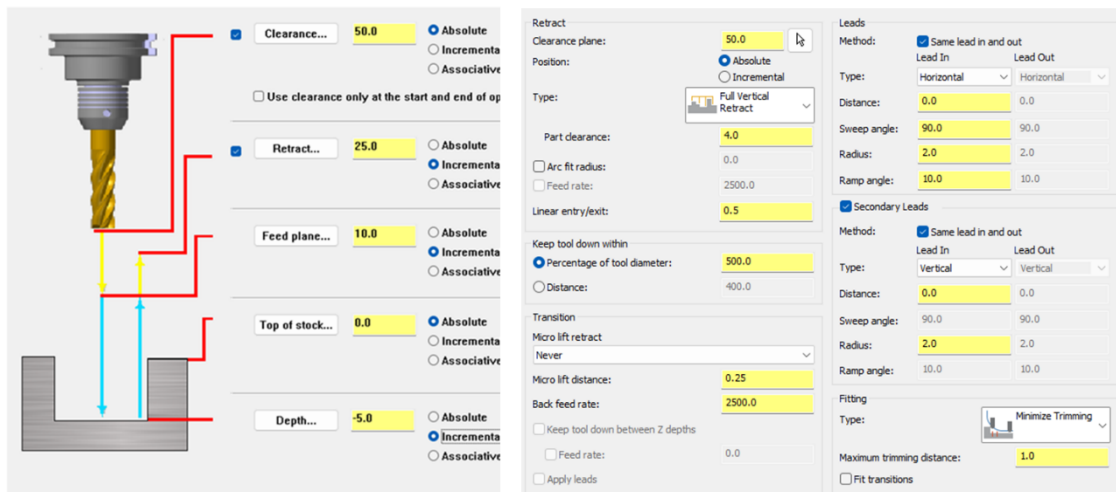 Clearance... 50.0 Absolute
Incrementa
Associative
Use clearance only at the start and end of op
Retract... 25.0 Absolute
Incrementa
Associative
Feed plane... 10.0 Absolute
Incrementa
Associative
Top of stock... 0.0 Absolute
Incrementa
Associative
Depth... -5.0 Absolute
Incrementa
Associative
Retract
Clearance plane: 50.0
Position: Absolute
Incremental
Type: Full Vertical
Retract
Part clearance: 4.0
Arc fit radius: 0.0
Feed rate: 2500.0
Linear entry/exit: 0.5
Keep tool down within
Percentage of tool diameter: 500.0
Distance: 400.0
Transition
Micro lift retract
Never
Micro lift distance: 0.25
Back feed rate: 2500.0
Keep tool down between Z depths
Feed rate: 0.0
Apply leads
Leads
Method: Same lead in and out
Lead In Lead Out
Type: Horizontal Horizontal
Distance: 0.0 0.0
Sweep angle: 90.0 90.0
Radius: 2.0 2.0
Ramp angle: 10.0 10.0
Secondary Leads
Method: Same lead in and out
Lead In Lead Out
Type: Vertical Vertical
Distance: 0.0 0.0
Sweep angle: 90.0 90.0
Radius: 2.0 2.0
Ramp angle: 10.0 10.0
Fitting
Type: Minimize Trimming
Maximum trimming distance: 1.0
Fit transitions